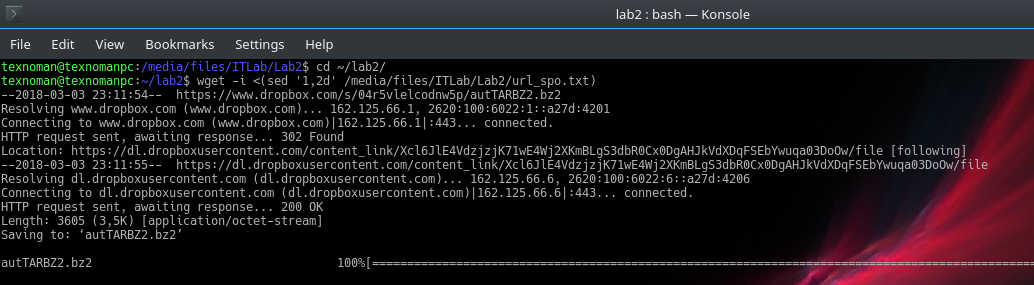 lab2 : bash — Konsole
File Edit View Bookmarks Settings Help
texnoman@texnomanpc:/media/files/ITLab/Lab2$ cd ~/lab2/
texnoman@texnomanpc:~/lab2$ wget -i <(sed '1,2d' /media/files/ITLab/Lab2/url_spo.txt)
--2018-03-03 23:11:54--  https://www.dropbox.com/s/04r5vlelcodnw5p/autTARBZ2.bz2
Resolving www.dropbox.com (www.dropbox.com)... 162.125.66.1, 2620:100:6022:1::a27d:4201
Connecting to www.dropbox.com (www.dropbox.com)|162.125.66.1|:443... connected.
HTTP request sent, awaiting response... 302 Found
Location: https://dl.dropboxusercontent.com/content_link/Xcl6JlE4VdzjzjK71wE4Wj2XKmBLgS3dbR0Cx0DgAHJkVdXDqFSEbYwuqa03DoOw/file [following]
--2018-03-03 23:11:55--  https://dl.dropboxusercontent.com/content_link/Xcl6JlE4VdzjzjK71wE4Wj2XKmBLgS3dbR0Cx0DgAHJkVdXDqFSEbYwuqa03DoOw/file
Resolving dl.dropboxusercontent.com (dl.dropboxusercontent.com)... 162.125.66.6, 2620:100:6022:6::a27d:4206
Connecting to dl.dropboxusercontent.com (dl.dropboxusercontent.com)|162.125.66.6|:443... connected.
HTTP request sent, awaiting response... 200 OK
Length: 3605 (3,5K) [application/octet-stream]
Saving to: ‘autTARBZ2.bz2’
autTARBZ2.bz2 100%[==============================================================================================